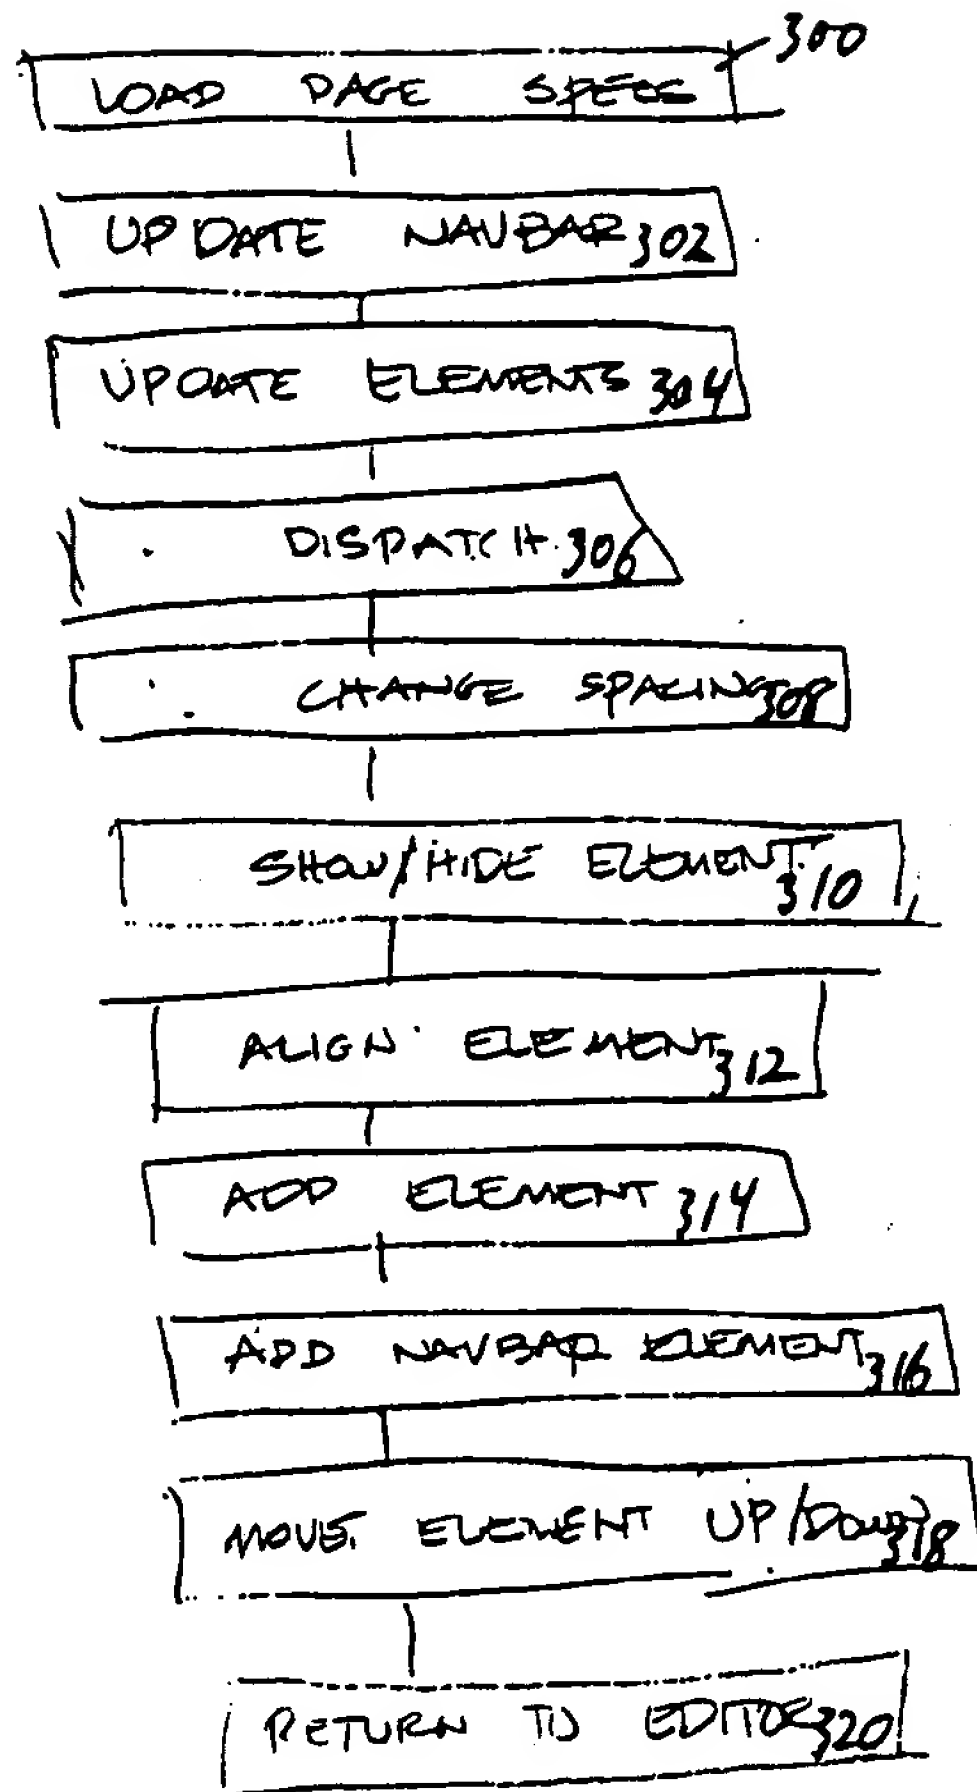 300
LOAD PAGE SPECS
UPDATE NAVBAR 302
UPDATE ELEMENTS 304
DISPATCH 306
CHANGE SPACING 308
SHOW/HIDE ELEMENT 310
ALIGN ELEMENT 312
ADD ELEMENT 314
ADD NAVBAR ELEMENT 316
MOVE ELEMENT UP/DOWN 318
RETURN TO EDITOR 320